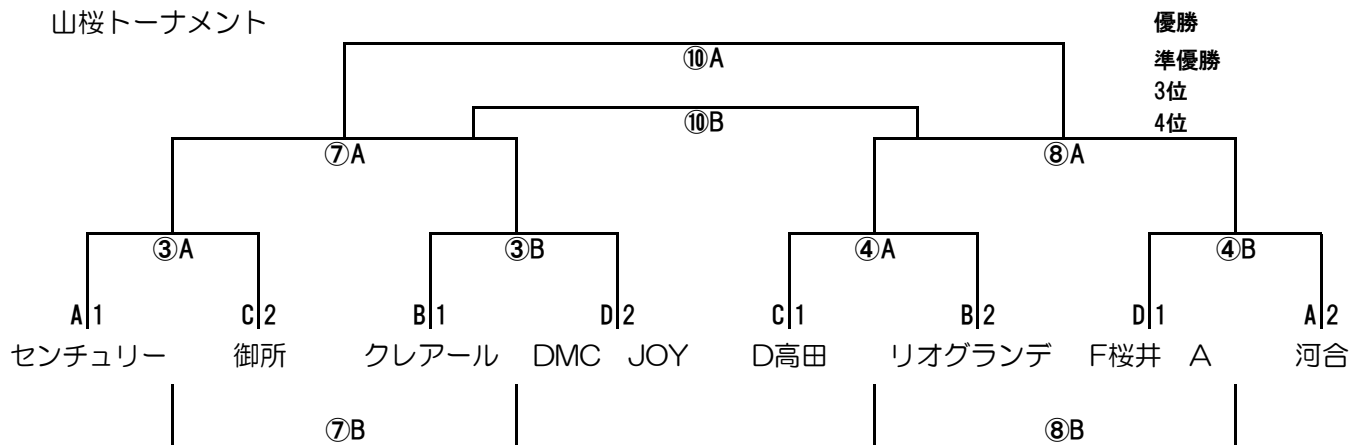 山桜トーナメント
優勝
⑩A
準優勝
3位
⑩B
4位
⑦A
⑧A
③A
③B
④A
④B
A 1
C 2
B 1
D 2
C 1
B 2
D 1
A 2
センチュリー
御所
クレアール
DMC JOY
D高田
リオグランデ
F桜井 A
河合
⑦B
⑧B